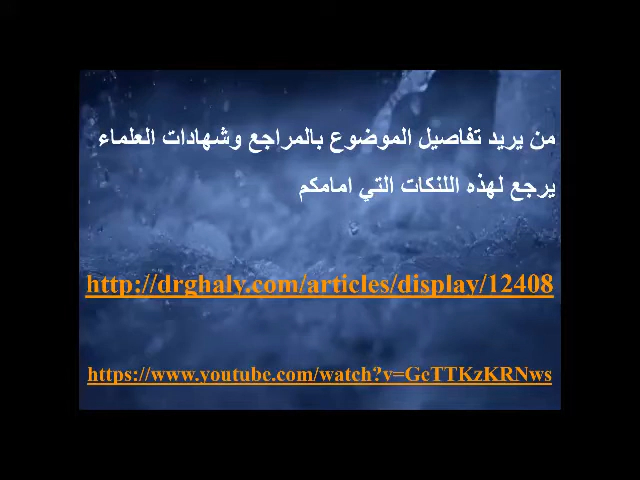 من يريد تفاصيل الموضوع بالمراجع وشهادات العلماء
يرجع لهذه اللنكات التي امامكم
http://drghaly.com/articles/display/12408
https://www.youtube.com/watch?v=GcTTKzKRNws